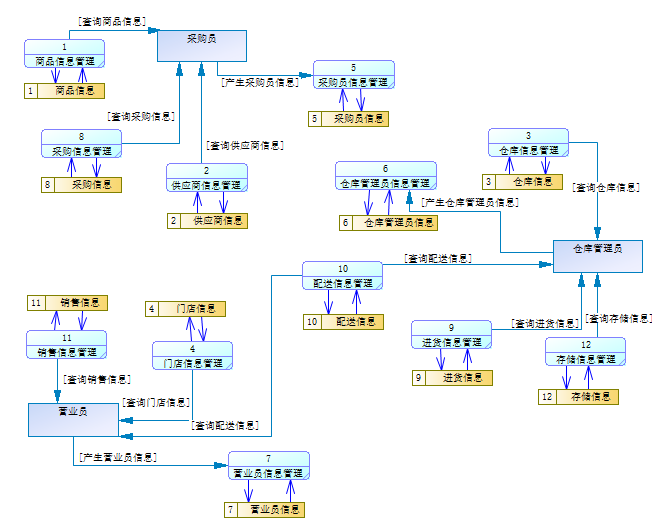 [查询商品信息]
采购员
1
商品信息管理
1 商品信息
[产生采购员信息]
5
采购员信息管理
5 采购员信息
[查询采购信息]
8
采购信息管理
8 采购信息
[查询供应商信息]
2
供应商信息管理
2 供应商信息
3
仓库信息管理
3 仓库信息
[查询仓库信息]
6
仓库管理员信息管理
6 仓库管理员信息
[产生仓库管理员信息]
仓库管理员
[查询配送信息]
10
配送信息管理
10 配送信息
11 销售信息
11
销售信息管理
4 门店信息
4
门店信息管理
[查询进货信息]
[查询存储信息]
9
进货信息管理
9 进货信息
12
存储信息管理
12 存储信息
[查询销售信息]
[查询门店信息]
营业员
[查询配送信息]
[产生营业员信息]
7
营业员信息管理
7 营业员信息